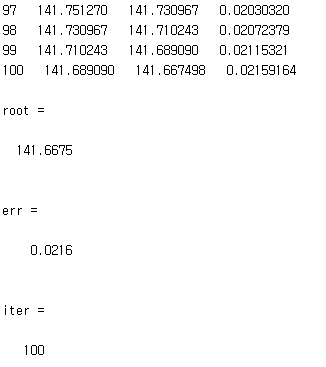 97 141.751270 141.730967 0.02030320
98 141.730967 141.710243 0.02072379
99 141.710243 141.689090 0.02115321
100 141.689090 141.667498 0.02159164
root =
141.6675
err =
0.0216
iter =
100